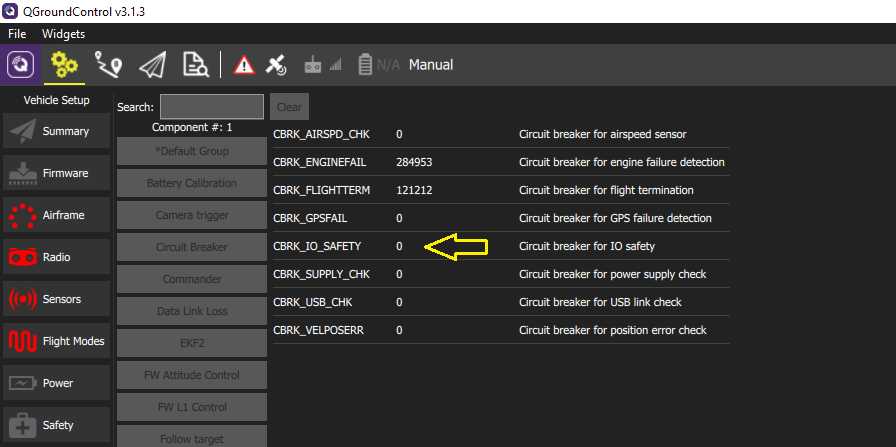 QGroundControl v3.1.3
File Widgets
N/A Manual
Vehicle Setup
Summary
Firmware
Airframe
Radio
Sensors
Flight Modes
Power
Safety
Search: Clear
Component #: 1
*Default Group
Battery Calibration
Camera trigger
Circuit Breaker
Commander
Data Link Loss
EKF2
FW Attitude Control
FW L1 Control
Follow target
CBRK_AIRSPD_CHK 0 Circuit breaker for airspeed sensor
CBRK_ENGINEFAIL 284953 Circuit breaker for engine failure detection
CBRK_FLIGHTTERM 121212 Circuit breaker for flight termination
CBRK_GPSFAIL 0 Circuit breaker for GPS failure detection
CBRK_IO_SAFETY 0 Circuit breaker for IO safety
CBRK_SUPPLY_CHK 0 Circuit breaker for power supply check
CBRK_USB_CHK 0 Circuit breaker for USB link check
CBRK_VELPOSERR 0 Circuit breaker for position error check